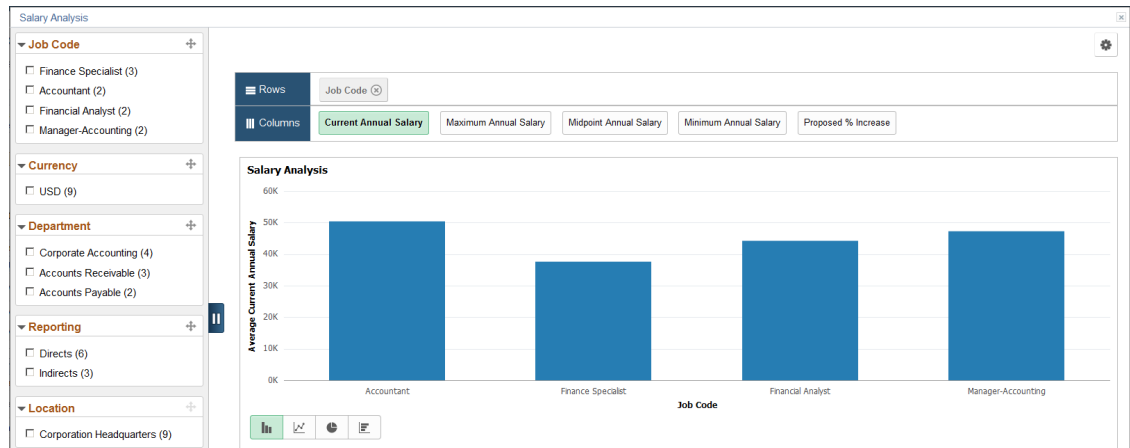 Salary Analysis
Job Code
Finance Specialist (3)
Accountant (2)
Financial Analyst (2)
Manager-Accounting (2)
Currency
USD (9)
Department
Corporate Accounting (4)
Accounts Receivable (3)
Accounts Payable (2)
Reporting
Directs (6)
Indirects (3)
Location
Corporation Headquarters (9)
Rows
Job Code
Columns
Current Annual Salary
Maximum Annual Salary
Midpoint Annual Salary
Minimum Annual Salary
Proposed % Increase
Salary Analysis
Average Current Annual Salary
60K
50K
40K
30K
20K
10K
0K
Accountant
Finance Specialist
Financial Analyst
Manager-Accounting
Job Code